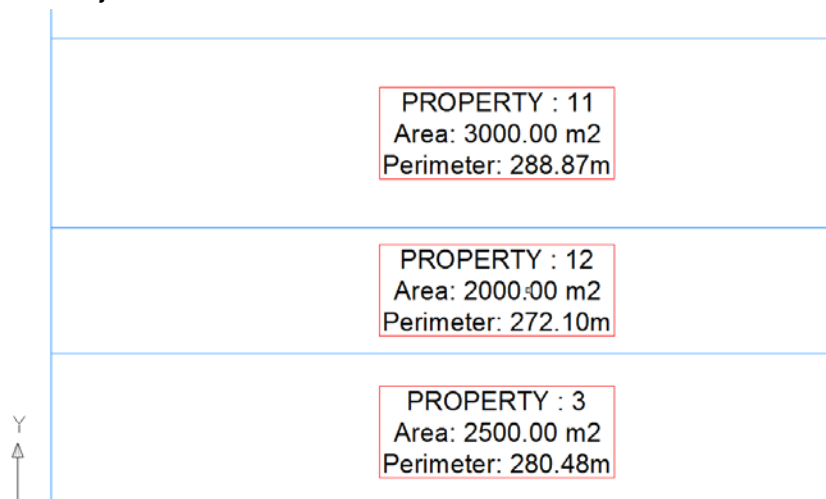 PROPERTY : 11
Area: 3000.00 m2
Perimeter: 288.87m
PROPERTY : 12
Area: 2000.00 m2
Perimeter: 272.10m
PROPERTY : 3
Area: 2500.00 m2
Perimeter: 280.48m
Y